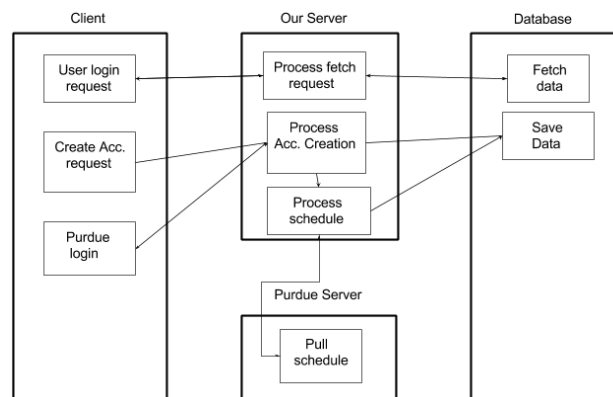 Client
Our Server
Database
User login
request
Process fetch
request
Fetch
data
Create Acc.
request
Process
Acc. Creation
Save
Data
Process
schedule
Purdue
login
Purdue Server
Pull
schedule